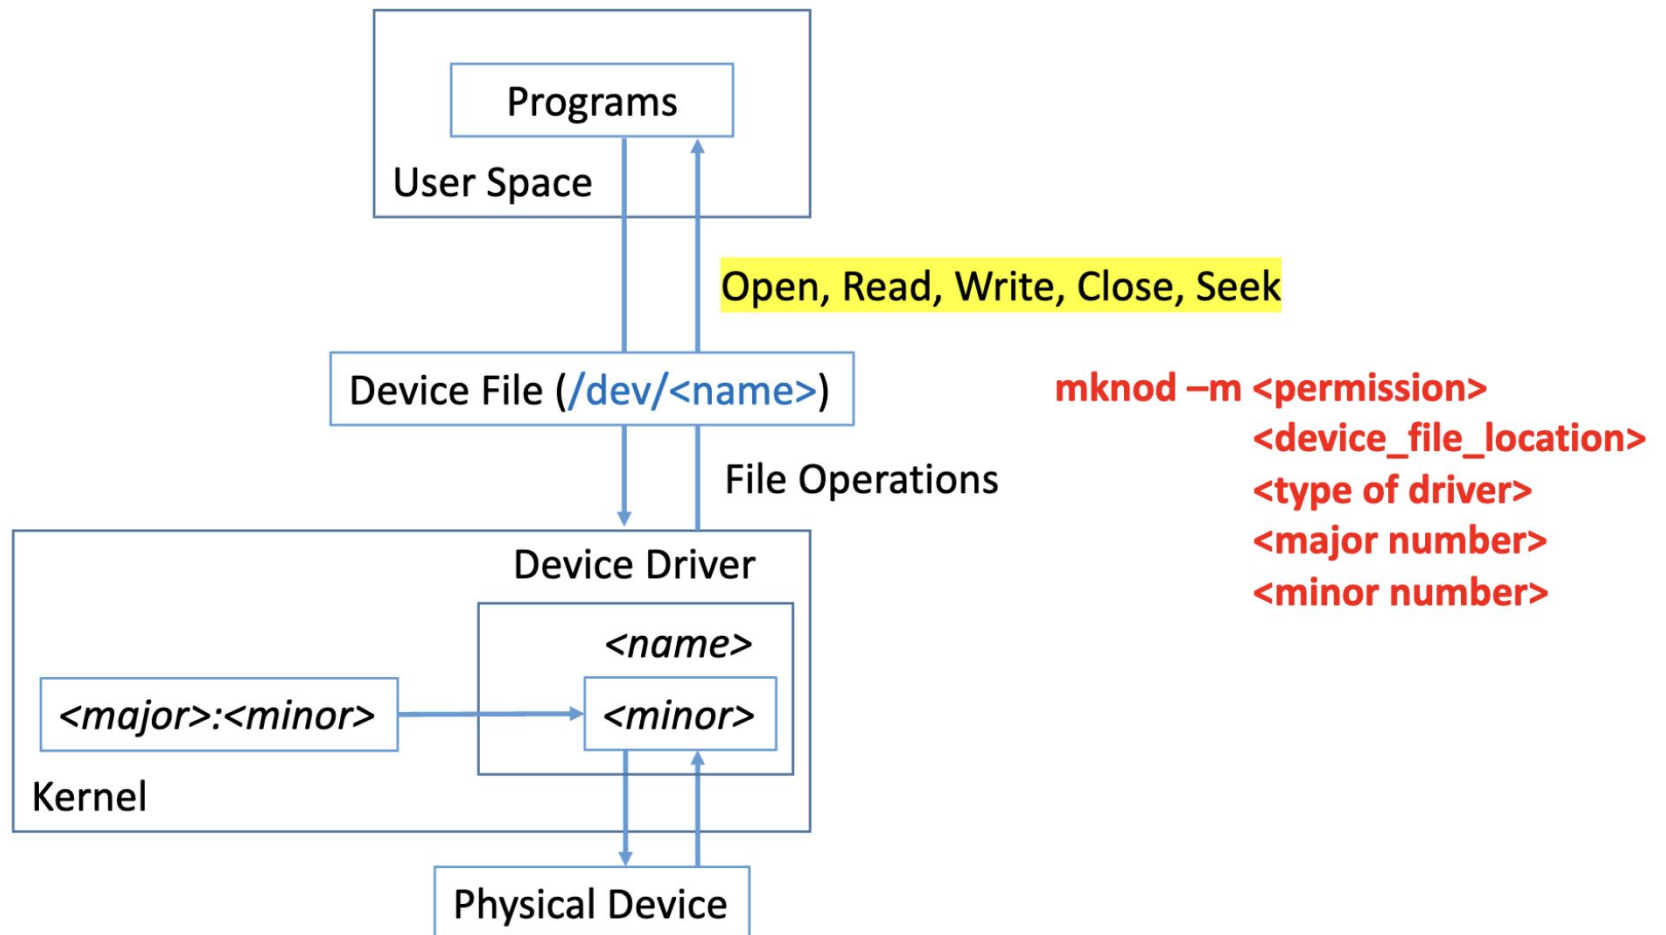 Programs
User Space
Open, Read, Write, Close, Seek
Device File (/dev/<name>)
mknod –m <permission>
<device_file_location>
<type of driver>
<major number>
<minor number>
File Operations
Device Driver
<name>
<major>:<minor>
<minor>
Kernel
Physical Device